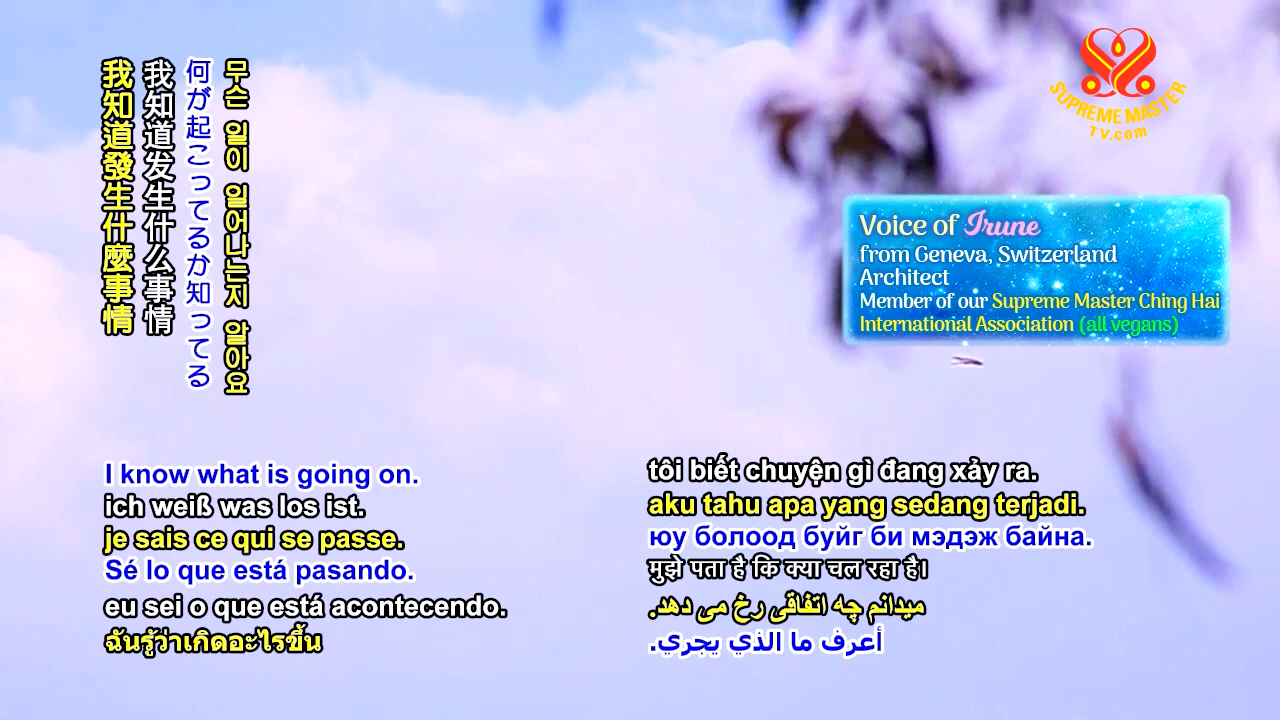 我知道發生什麼事情
我知道发生什么事情
何が起こってるか知ってる
무슨 일이 일어나는지 알아요
SUPREME MASTER
TV.com
Voice of Irune
from Geneva, Switzerland
Architect
Member of our Supreme Master Ching Hai
International Association (all vegans)
I know what is going on.
ich weiß was los ist.
je sais ce qui se passe.
Sé lo que está pasando.
eu sei o que está acontecendo.
ฉันรู้ว่าเกิดอะไรขึ้น
tôi biết chuyện gì đang xảy ra.
aku tahu apa yang sedang terjadi.
юу болоод буйг би мэдэж байна.
मुझे पता है कि क्या चल रहा है।
میدانم چه اتفاقی رخ می دهد.
أعرف ما الذي يجري.